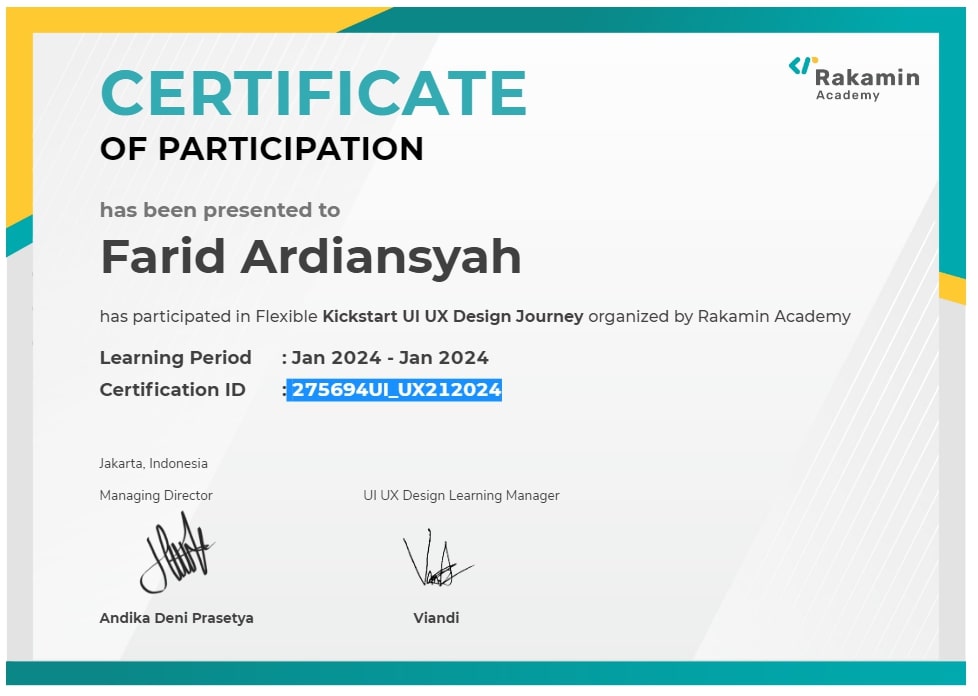 Rakamin
Academy
CERTIFICATE
OF PARTICIPATION
has been presented to
Farid Ardiansyah
has participated in Flexible Kickstart UI UX Design Journey organized by Rakamin Academy
Learning Period : Jan 2024 - Jan 2024
Certification ID : 275694UI_UX212024
Jakarta, Indonesia
Managing Director UI UX Design Learning Manager
Andika Deni Prasetya Viandi